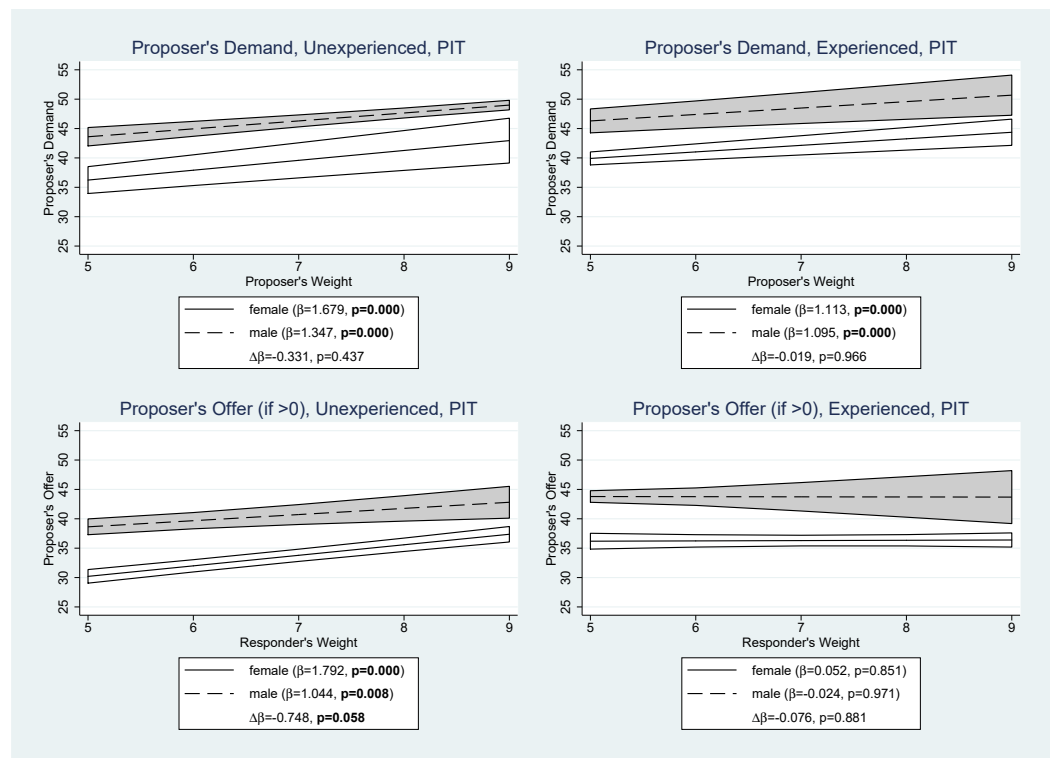 Proposer's Demand, Unexperienced, PIT
Proposer's Demand
55
50
45
40
35
30
25
5 6 7 8 9
Proposer's Weight
female (β=1.679, p=0.000)
male (β=1.347, p=0.000)
Δβ=-0.331, p=0.437
Proposer's Demand, Experienced, PIT
Proposer's Demand
55
50
45
40
35
30
25
5 6 7 8 9
Proposer's Weight
female (β=1.113, p=0.000)
male (β=1.095, p=0.000)
Δβ=-0.019, p=0.966
Proposer's Offer (if >0), Unexperienced, PIT
Proposer's Offer
55
50
45
40
35
30
25
5 6 7 8 9
Responder's Weight
female (β=1.792, p=0.000)
male (β=1.044, p=0.008)
Δβ=-0.748, p=0.058
Proposer's Offer (if >0), Experienced, PIT
Proposer's Offer
55
50
45
40
35
30
25
5 6 7 8 9
Responder's Weight
female (β=0.052, p=0.851)
male (β=-0.024, p=0.971)
Δβ=-0.076, p=0.881